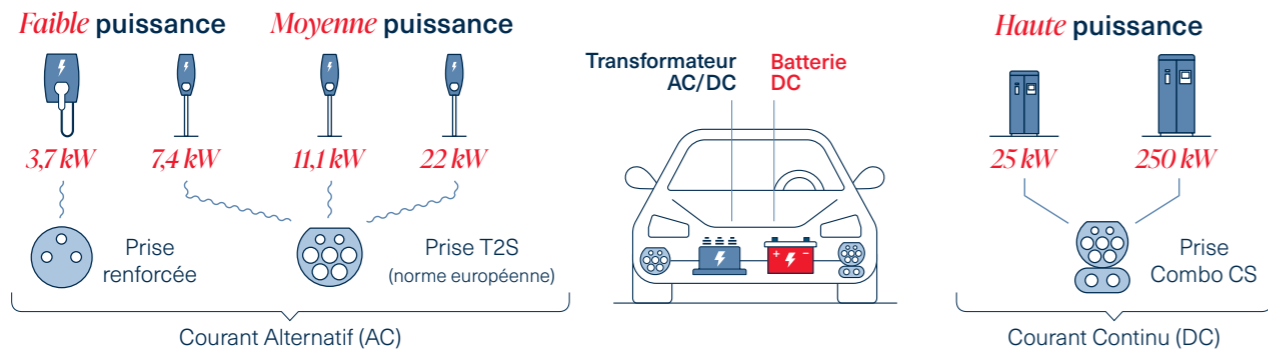 Faible puissance
Moyenne puissance
3,7 kW
7,4 kW
11,1 kW
22 kW
Prise
renforcée
Prise T2S
(norme européenne)
Courant Alternatif (AC)
Transformateur
AC/DC
Batterie
DC
+ -
Haute puissance
25 kW
250 kW
Prise
Combo CS
Courant Continu (DC)